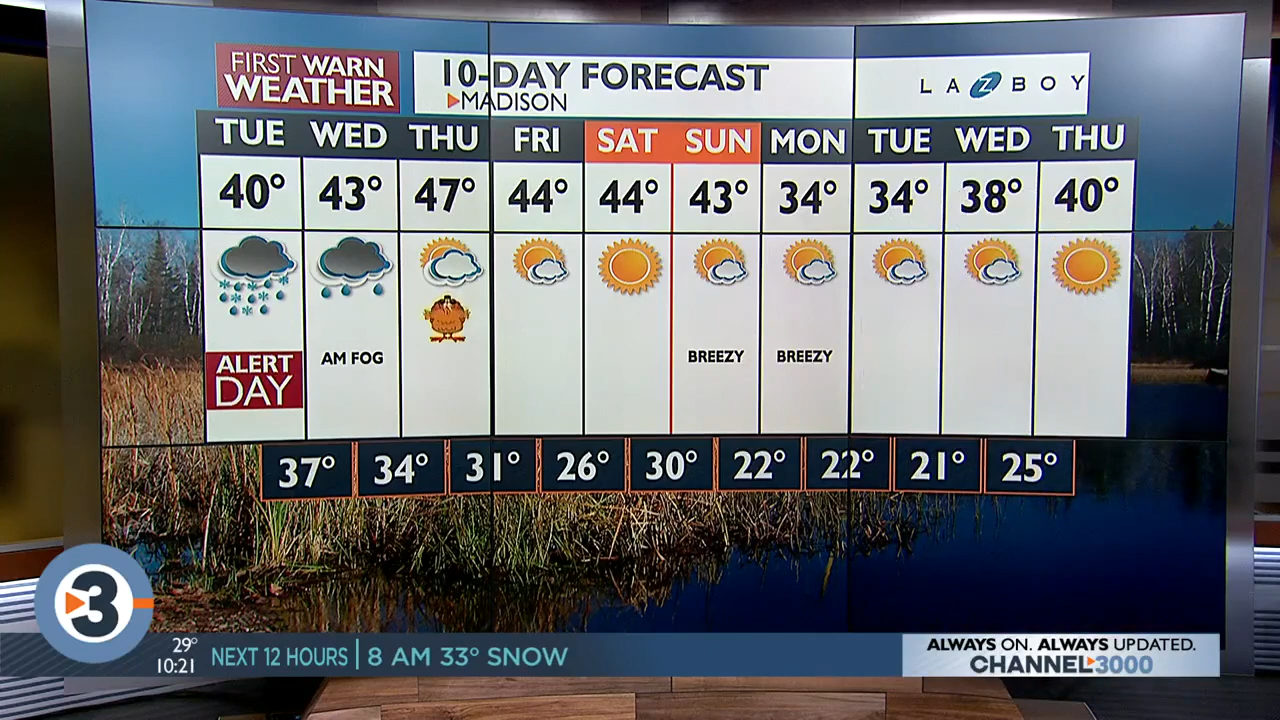 FIRST WARN
WEATHER
10-DAY FORECAST
MADISON
LA Z BOY
TUE WED THU FRI SAT SUN MON TUE WED THU
40° 43° 47° 44° 44° 43° 34° 34° 38° 40°
ALERT
DAY
AM FOG
BREEZY
BREEZY
37° 34° 31° 26° 30° 22° 22° 21° 25°
3
29°
10:21
NEXT 12 HOURS | 8 AM 33° SNOW
ALWAYS ON. ALWAYS UPDATED.
CHANNEL3000